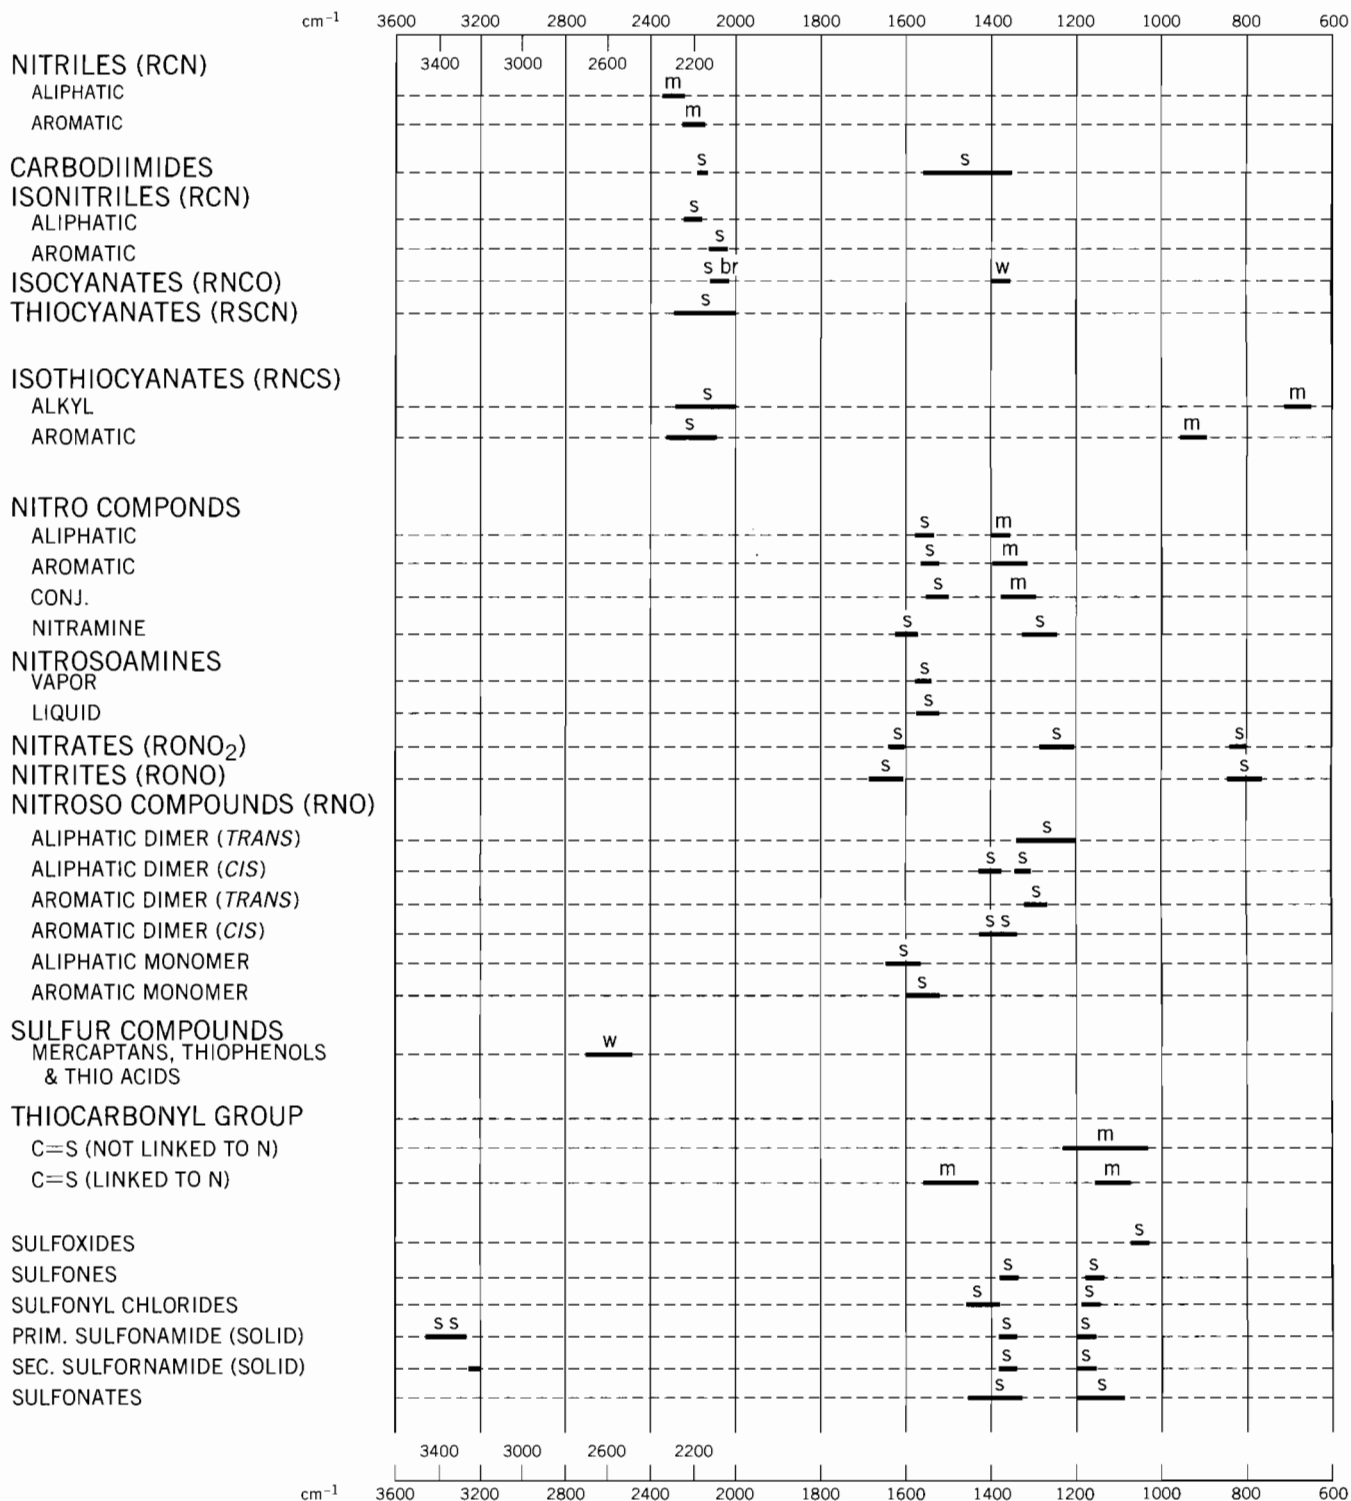 cm⁻¹ 3600 3200 2800 2400 2000 1800 1600 1400 1200 1000 800 600
3400 3000 2600 2200
NITRILES (RCN)
m
ALIPHATIC
m
AROMATIC
CARBODIIMIDES s s
ISONITRILES (RCN)
s
ALIPHATIC
s
AROMATIC
s br w
ISOCYANATES (RNCO)
s
THIOCYANATES (RSCN)
ISOTHIOCYANATES (RNCS)
s m
ALKYL
s m
AROMATIC
NITRO COMPONDS
s m
ALIPHATIC
s m
AROMATIC
s m
CONJ.
s s
NITRAMINE
NITROSOAMINES
s
VAPOR
s
LIQUID
s s s
NITRATES (RONO₂)
s s
NITRITES (RONO)
NITROSO COMPOUNDS (RNO)
s
ALIPHATIC DIMER (TRANS)
s s
ALIPHATIC DIMER (CIS)
s
AROMATIC DIMER (TRANS)
s s
AROMATIC DIMER (CIS)
s
ALIPHATIC MONOMER
s
AROMATIC MONOMER
SULFUR COMPOUNDS
w
MERCAPTANS, THIOPHENOLS
& THIO ACIDS
THIOCARBONYL GROUP
m
C=S (NOT LINKED TO N)
m m
C=S (LINKED TO N)
s
SULFOXIDES
s s
SULFONES
s s
SULFONYL CHLORIDES
s s s s
PRIM. SULFONAMIDE (SOLID)
s s
SEC. SULFORNAMIDE (SOLID)
s s
SULFONATES
3400 3000 2600 2200
cm⁻¹ 3600 3200 2800 2400 2000 1800 1600 1400 1200 1000 800 600